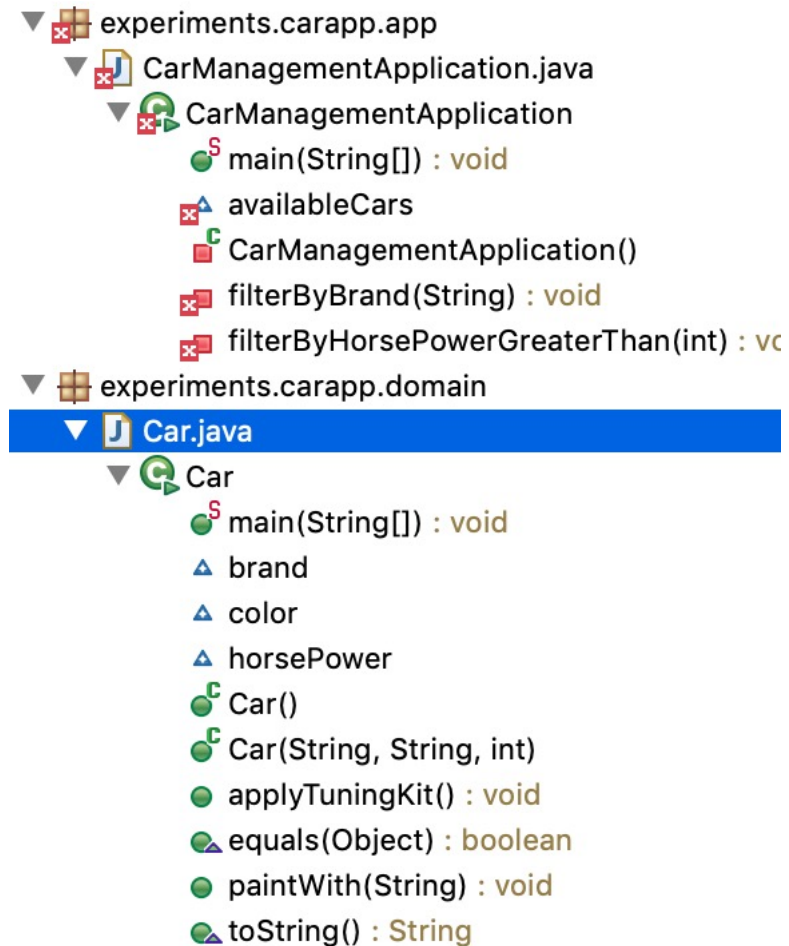 experiments.carapp.app
CarManagementApplication.java
CarManagementApplication
main(String[]) : void
availableCars
CarManagementApplication()
filterByBrand(String) : void
filterByHorsePowerGreaterThan(int) : vo
experiments.carapp.domain
Car.java
Car
main(String[]) : void
brand
color
horsePower
Car()
Car(String, String, int)
applyTuningKit() : void
equals(Object) : boolean
paintWith(String) : void
toString() : String